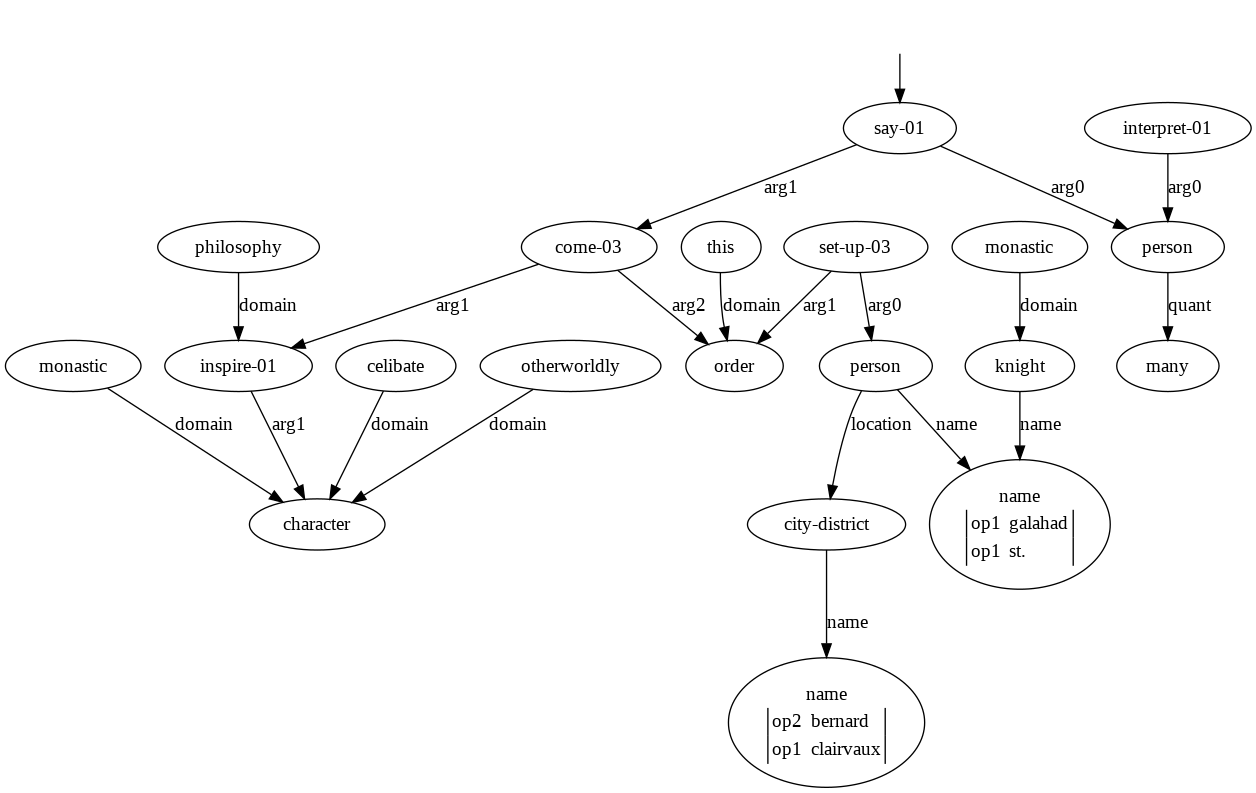 say-01
interpret-01
arg1
arg0
arg0
philosophy
come-03
this
set-up-03
monastic
person
domain
arg1
arg2
domain
arg1
arg0
domain
quant
monastic
inspire-01
celibate
otherworldly
order
person
knight
many
domain
arg1
domain
domain
location
name
name
character
city-district
name
op1 galahad
op1 st.
name
name
op2 bernard
op1 clairvaux